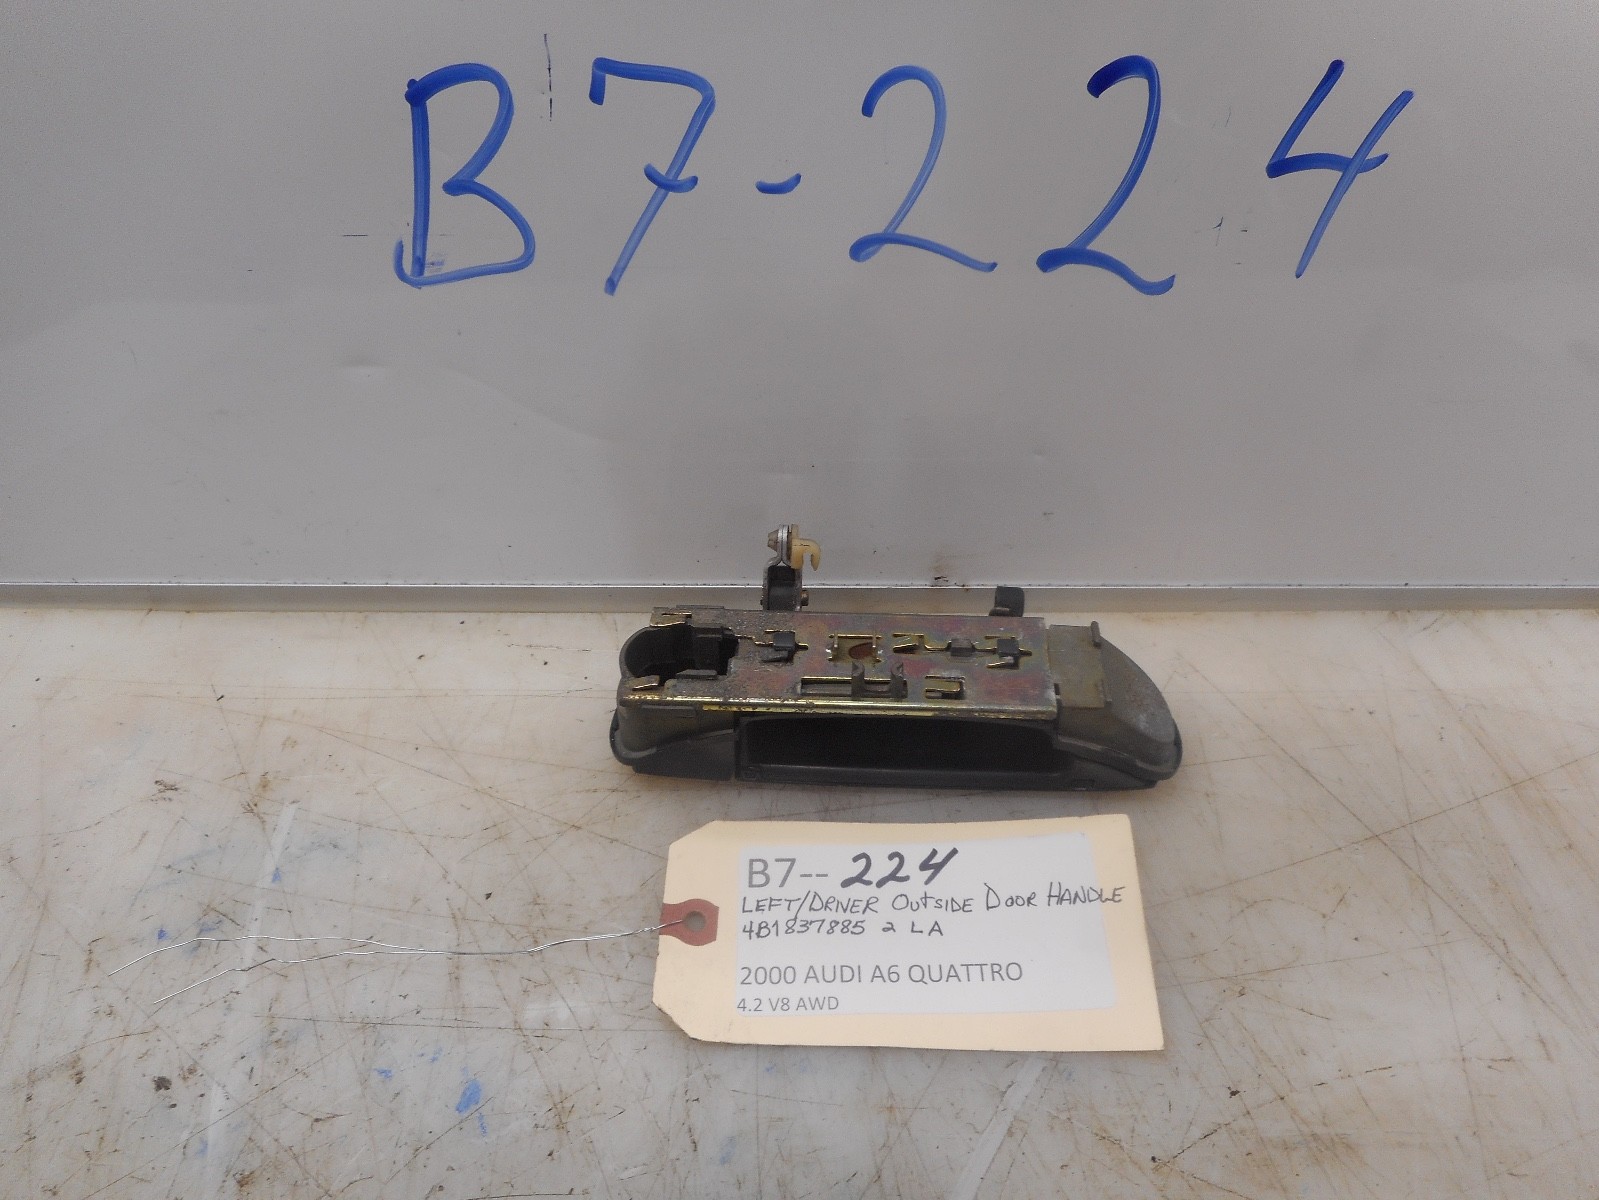 B7-224
B7-- 224
LEFT/DRIVER OUtSIDE DOOR HANDLE
4B1837885 2 LA
2000 AUDI A6 QUATTRO
4.2 V8 AWD